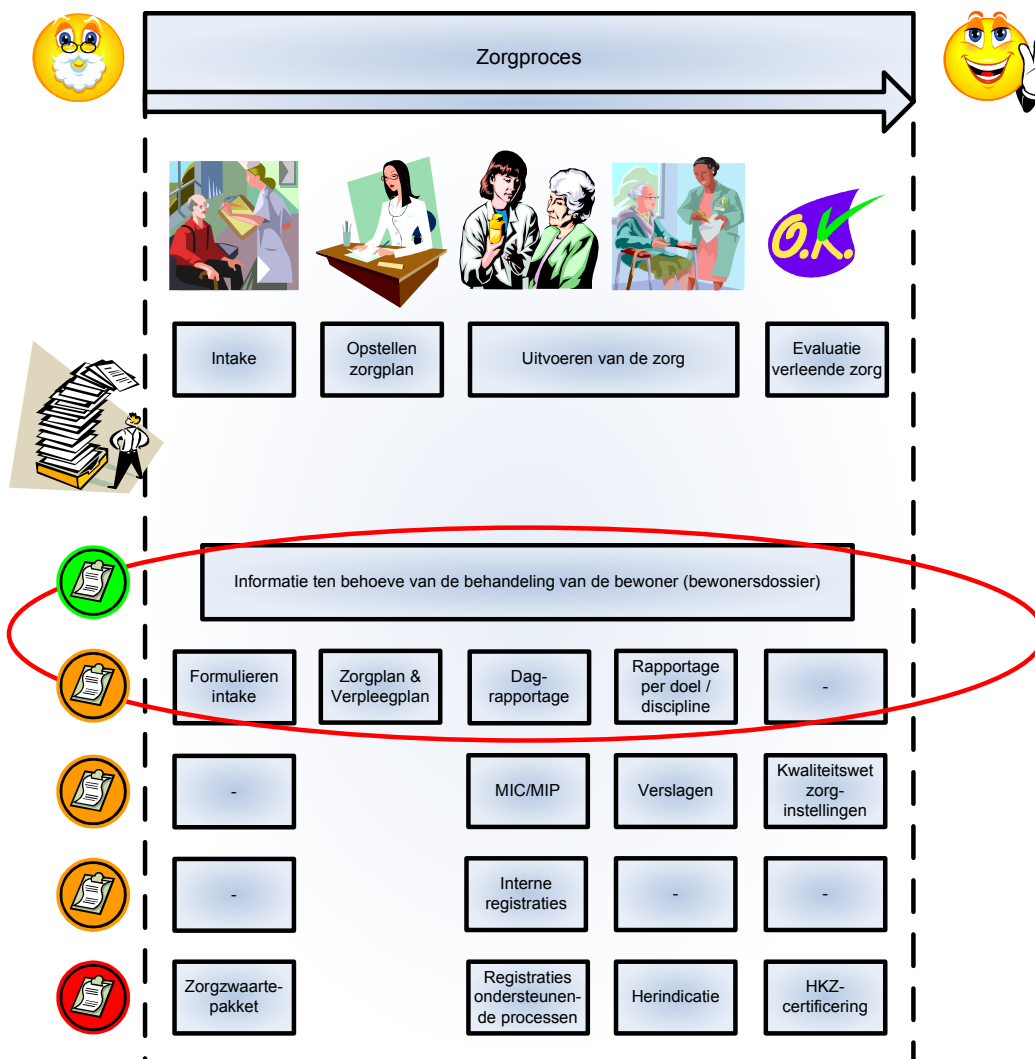 Zorgproces
O.K.
Intake
Opstellen
zorgplan
Uitvoeren van de zorg
Evaluatie
verleende zorg
Informatie ten behoeve van de behandeling van de bewoner (bewonersdossier)
Formulieren
intake
Zorgplan &
Verpleegplan
Dag-
rapportage
Rapportage
per doel /
discipline
-
-
MIC/MIP
Verslagen
Kwaliteitswet
zorg-
instellingen
-
Interne
registraties
-
-
Zorgzwaarte-
pakket
Registraties
ondersteunen-
de processen
Herindicatie
HKZ-
certificering